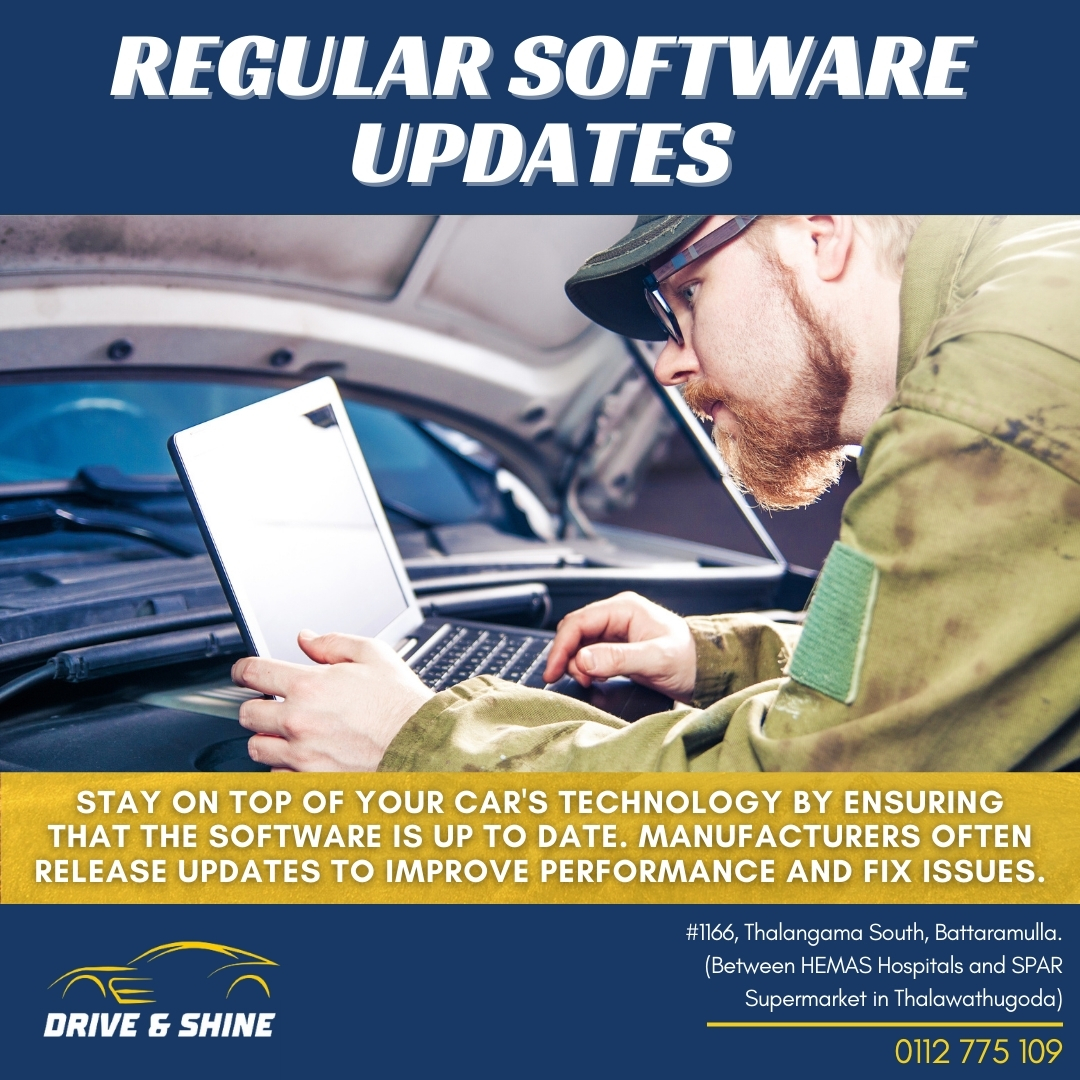 REGULAR SOFTWARE
UPDATES
STAY ON TOP OF YOUR CAR'S TECHNOLOGY BY ENSURING
THAT THE SOFTWARE IS UP TO DATE. MANUFACTURERS OFTEN
RELEASE UPDATES TO IMPROVE PERFORMANCE AND FIX ISSUES.
DRIVE & SHINE
#1166, Thalangama South, Battaramulla.
(Between HEMAS Hospitals and SPAR
Supermarket in Thalawathugoda)
0112 775 109